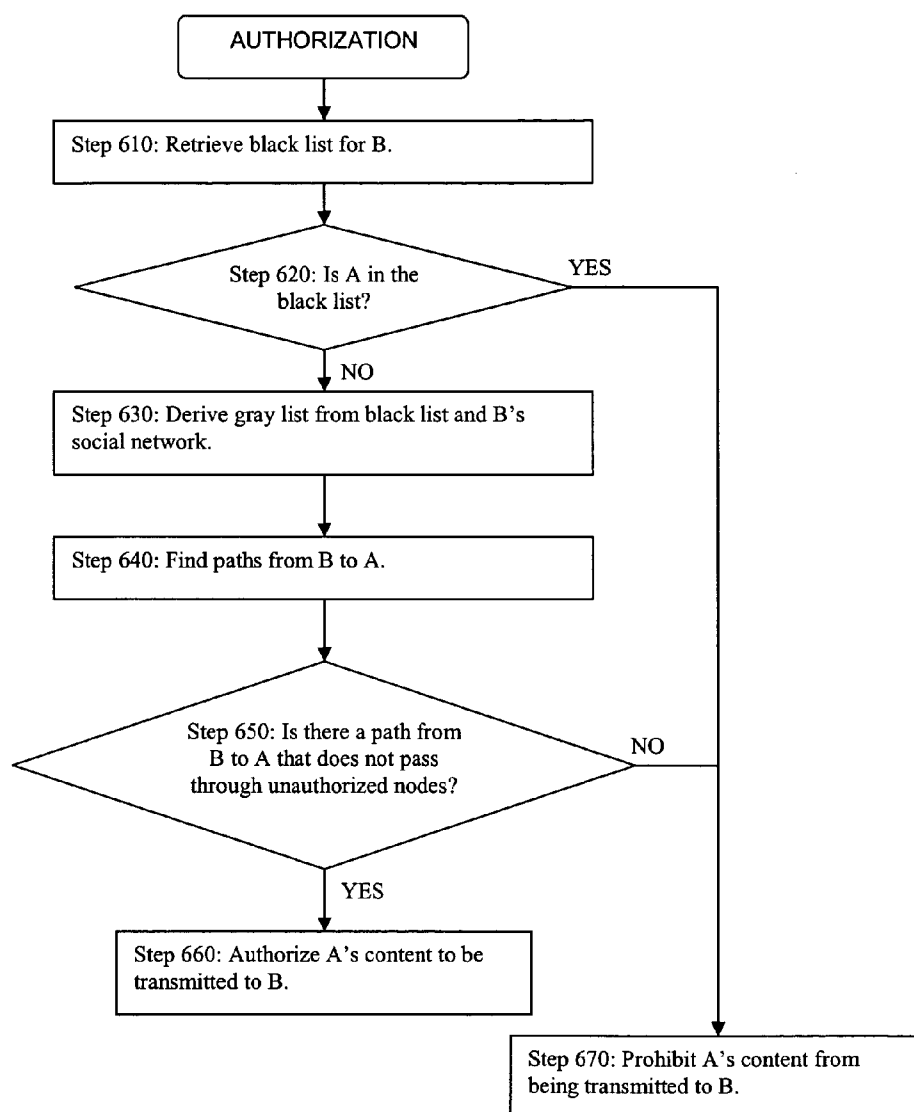 AUTHORIZATION
Step 610: Retrieve black list for B.
Step 620: Is A in the
black list?
YES
NO
Step 630: Derive gray list from black list and B's
social network.
Step 640: Find paths from B to A.
Step 650: Is there a path from
B to A that does not pass
through unauthorized nodes?
NO
YES
Step 660: Authorize A's content to be
transmitted to B.
Step 670: Prohibit A's content from
being transmitted to B.